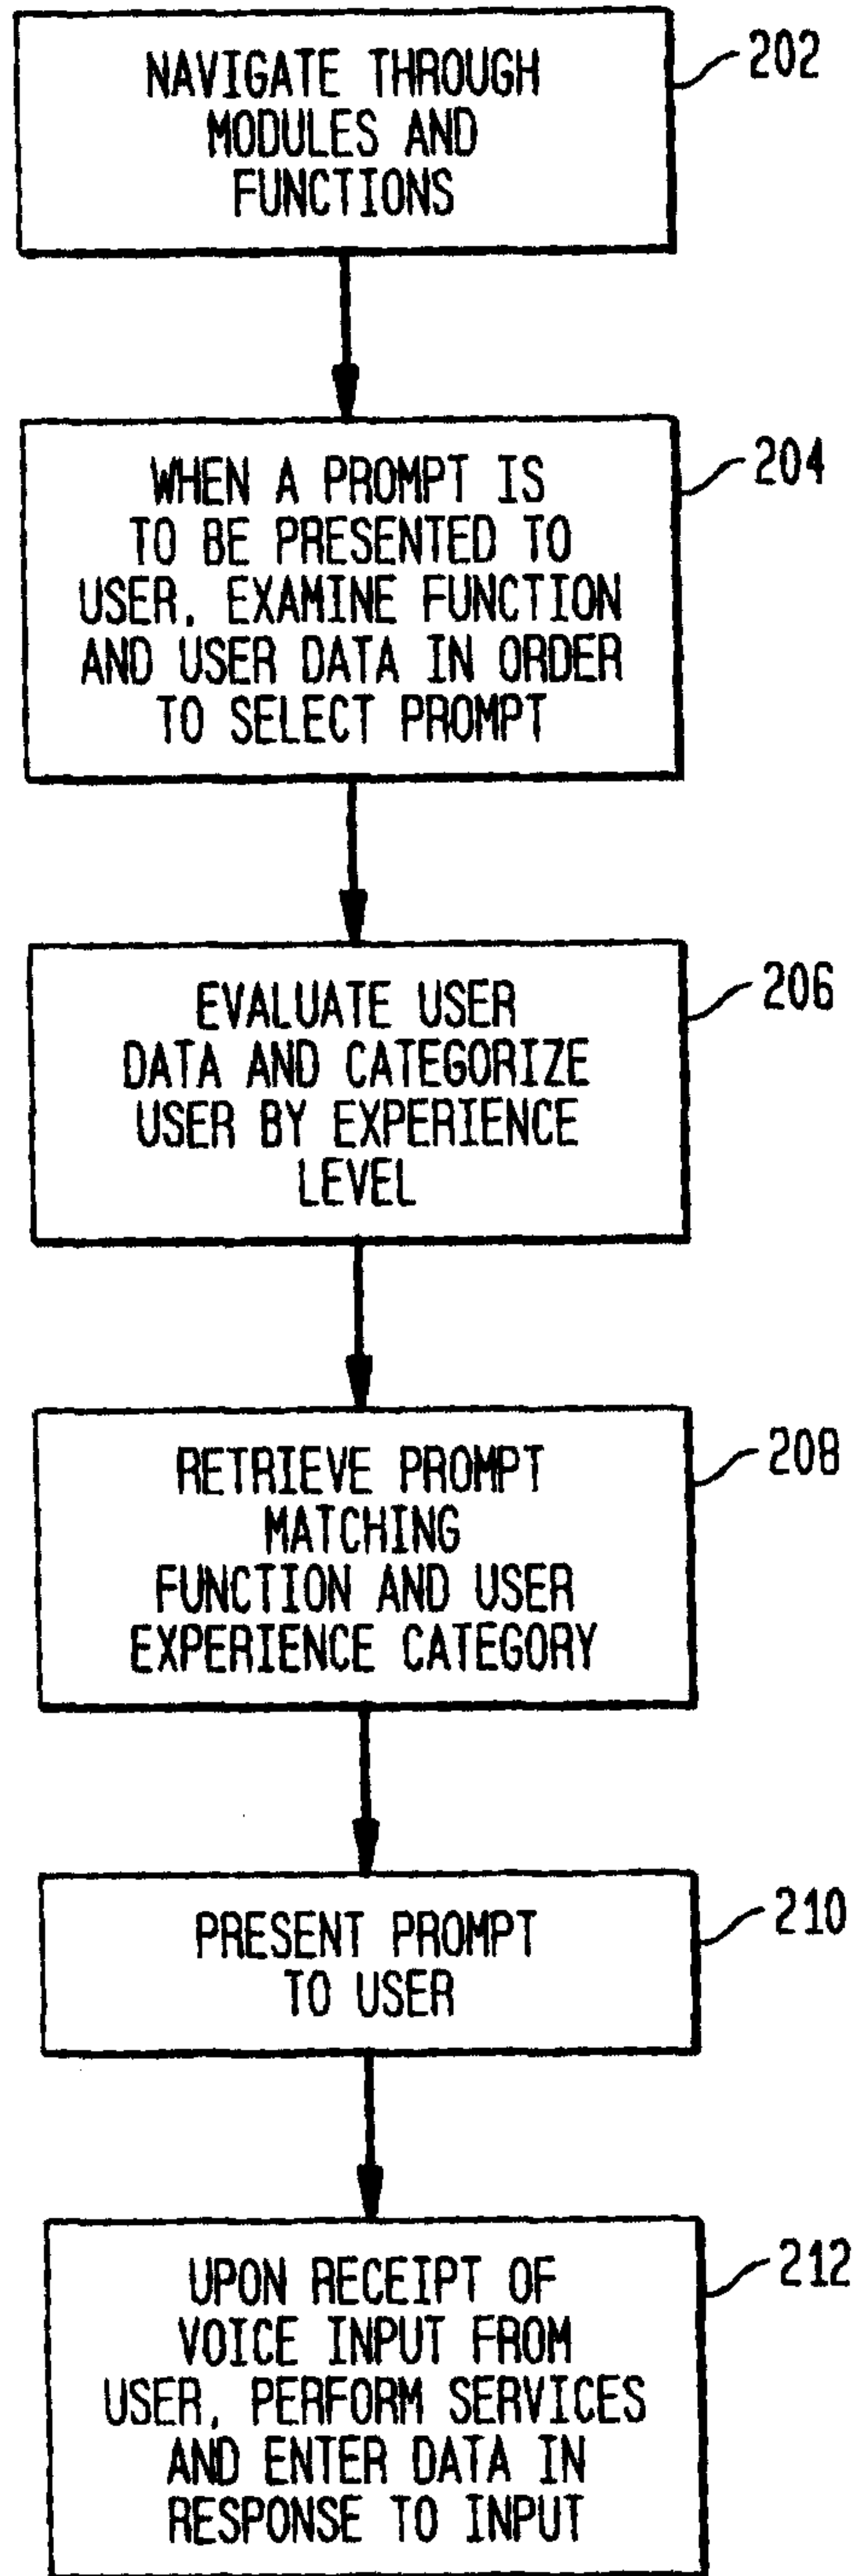 NAVIGATE THROUGH
MODULES AND
FUNCTIONS
202
WHEN A PROMPT IS
TO BE PRESENTED TO
USER, EXAMINE FUNCTION
AND USER DATA IN ORDER
TO SELECT PROMPT
204
EVALUATE USER
DATA AND CATEGORIZE
USER BY EXPERIENCE
LEVEL
206
RETRIEVE PROMPT
MATCHING
FUNCTION AND USER
EXPERIENCE CATEGORY
208
PRESENT PROMPT
TO USER
210
UPON RECEIPT OF
VOICE INPUT FROM
USER, PERFORM SERVICES
AND ENTER DATA IN
RESPONSE TO INPUT
212